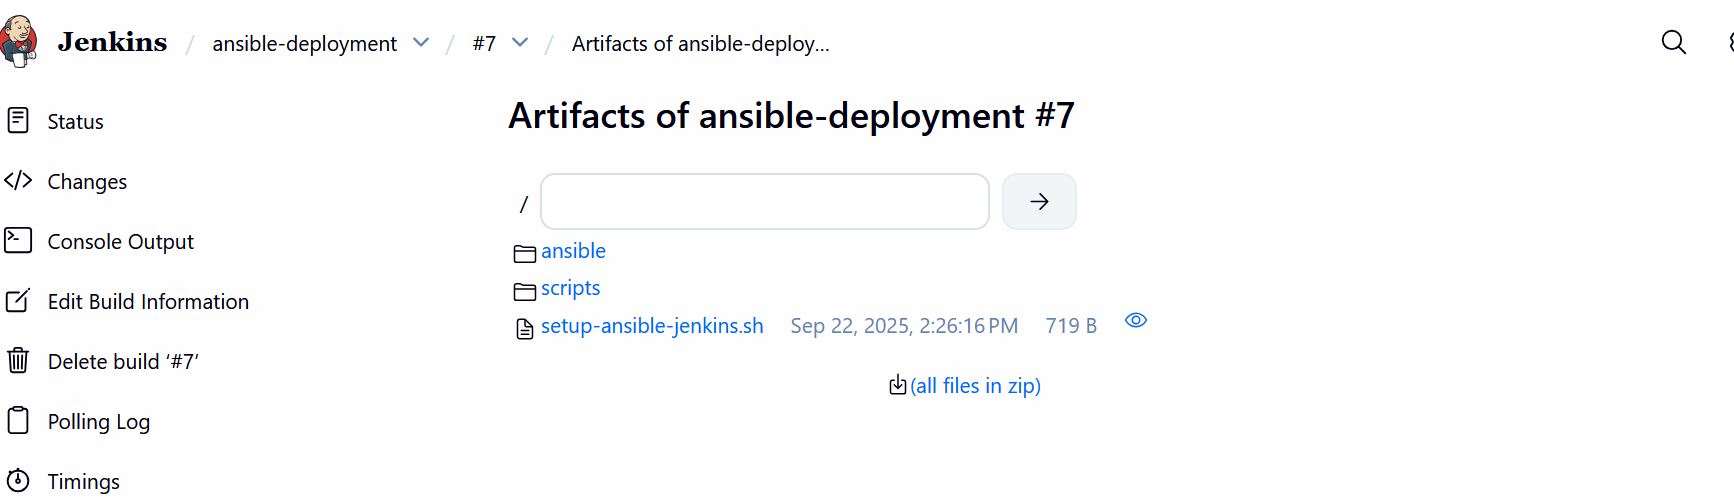 Jenkins / ansible-deployment / #7 / Artifacts of ansible-deploy...
Status
Changes
Console Output
Edit Build Information
Delete build ‘#7’
Polling Log
Timings
Artifacts of ansible-deployment #7
/
ansible
scripts
setup-ansible-jenkins.sh Sep 22, 2025, 2:26:16 PM 719 B
(all files in zip)